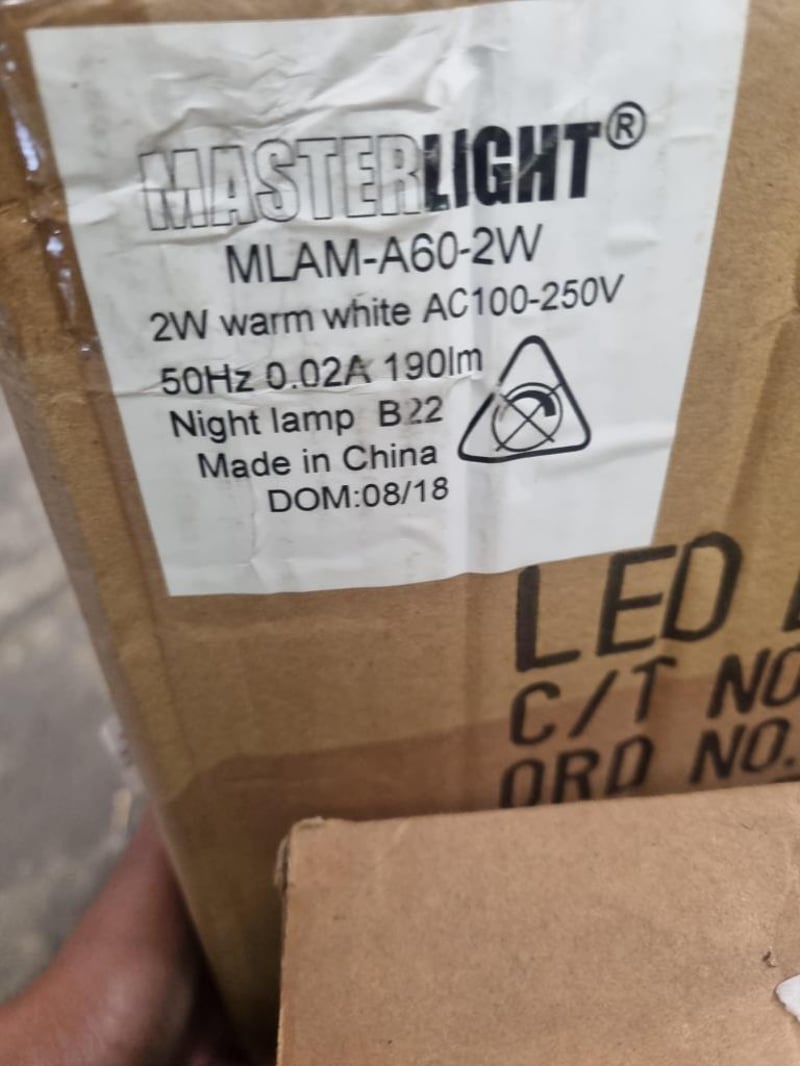 MASTERLIGHT®
MLAM-A60-2W
2W warm white AC100-250V
50Hz 0.02A 190lm
Night lamp B22
Made in China
DOM:08/18
LED
C/T NO
ORD NO.